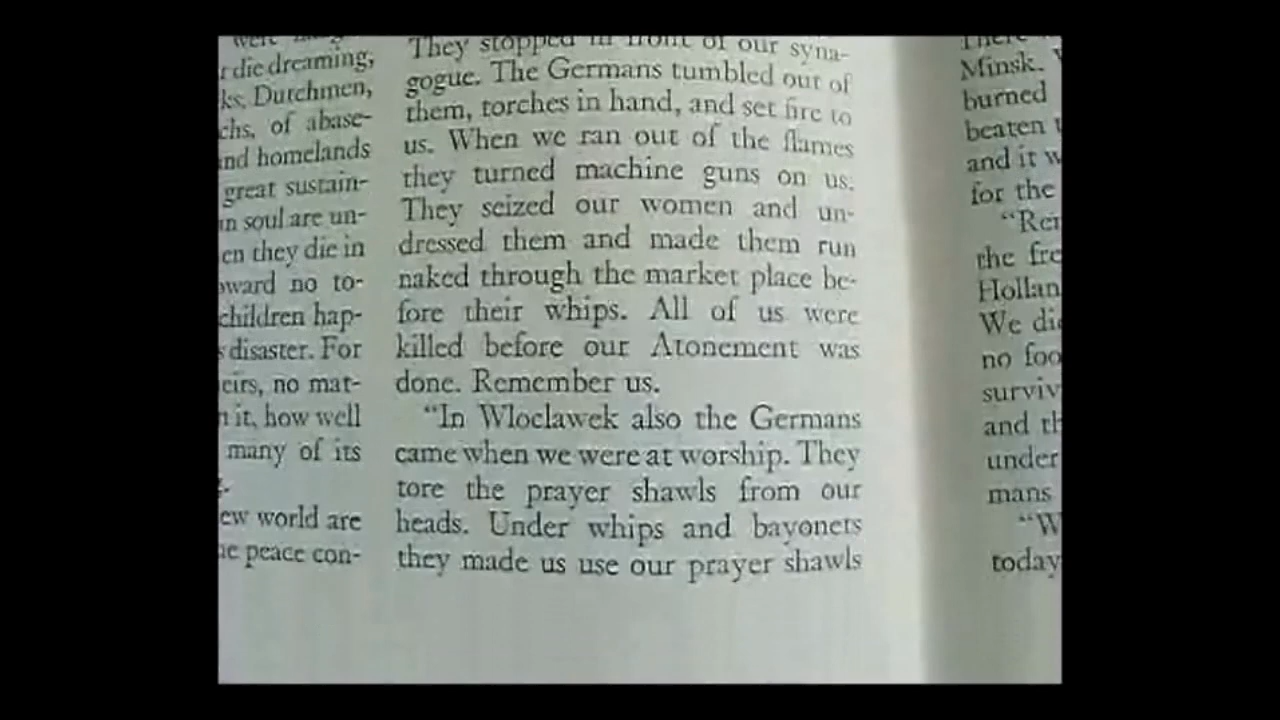 die dreaming,
ks, Dutchmen,
chs, of abase-
nd homelands
great sustain-
n soul are un-
en they die in
oward no to-
children hap-
s disaster. For
eirs, no mat-
n it, how well
many of its
ew world are
he peace con-
They stopped in front of our syna-
gogue. The Germans tumbled out of
them, torches in hand, and set fire to
us. When we ran out of the flames
they turned machine guns on us.
They seized our women and un-
dressed them and made them run
naked through the market place be-
fore their whips. All of us were
killed before our Atonement was
done. Remember us.
“In Wloclawek also the Germans
came when we were at worship. They
tore the prayer shawls from our
heads. Under whips and bayonets
they made us use our prayer shawls
There
Minsk.
burned
beaten
and it w
for the
“Rem
the fre
Hollan
We die
no foo
surviv
and th
under
mans
“W
today